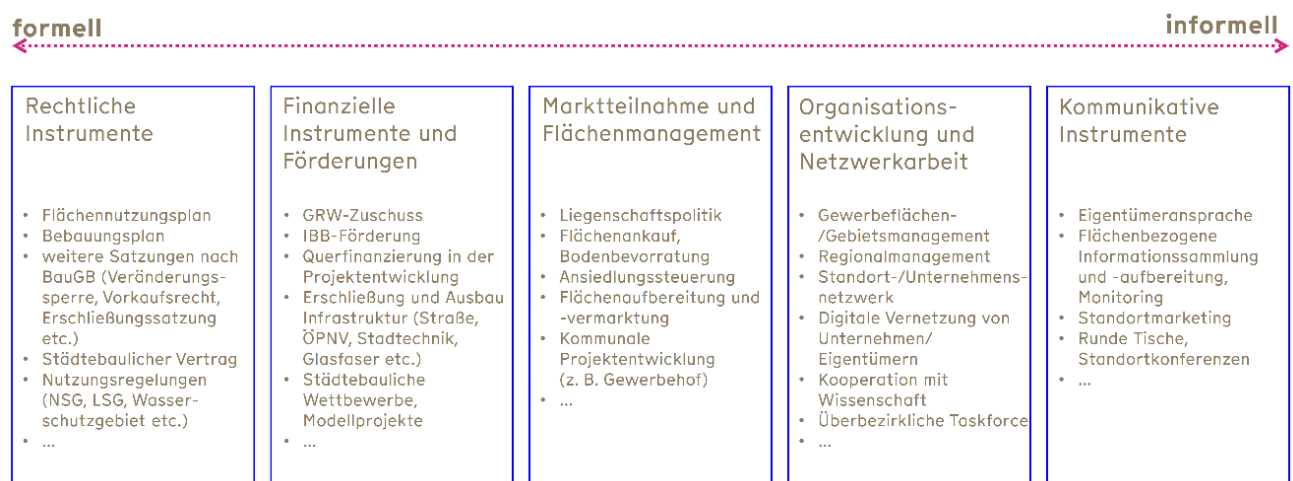 formell
informell
Rechtliche
Instrumente
• Flächennutzungsplan
• Bebauungsplan
• weitere Satzungen nach
BauGB (Veränderungs-
sperre, Vorkaufsrecht,
Erschließungssatzung
etc.)
• Städtebaulicher Vertrag
• Nutzungsregelungen
(NSG, LSG, Wasser-
schutzgebiet etc.)
• ...
Finanzielle
Instrumente und
Förderungen
• GRW-Zuschuss
• IBB-Förderung
• Querfinanzierung in der
Projektentwicklung
• Erschließung und Ausbau
Infrastruktur (Straße,
ÖPNV, Stadtechnik,
Glasfaser etc.)
• Städtebauliche
Wettbewerbe,
Modellprojekte
• ...
Marktteilnahme und
Flächenmanagement
• Liegenschaftspolitik
• Flächenankauf,
Bodenbevorratung
• Ansiedlungssteuerung
• Flächenaufbereitung und
-vermarktung
• Kommunale
Projektentwicklung
(z. B. Gewerbehof)
• ...
Organisations-
entwicklung und
Netzwerkarbeit
• Gewerbeflächen-
/Gebietsmanagement
• Regionalmanagement
• Standort-/Unternehmens-
netzwerk
• Digitale Vernetzung von
Unternehmen/
Eigentümern
• Kooperation mit
Wissenschaft
• Überbezirkliche Taskforce
• ...
Kommunikative
Instrumente
• Eigentümeransprache
• Flächenbezogene
Informationssammlung
und -aufbereitung,
Monitoring
• Standortmarketing
• Runde Tische,
Standortkonferenzen
• ...